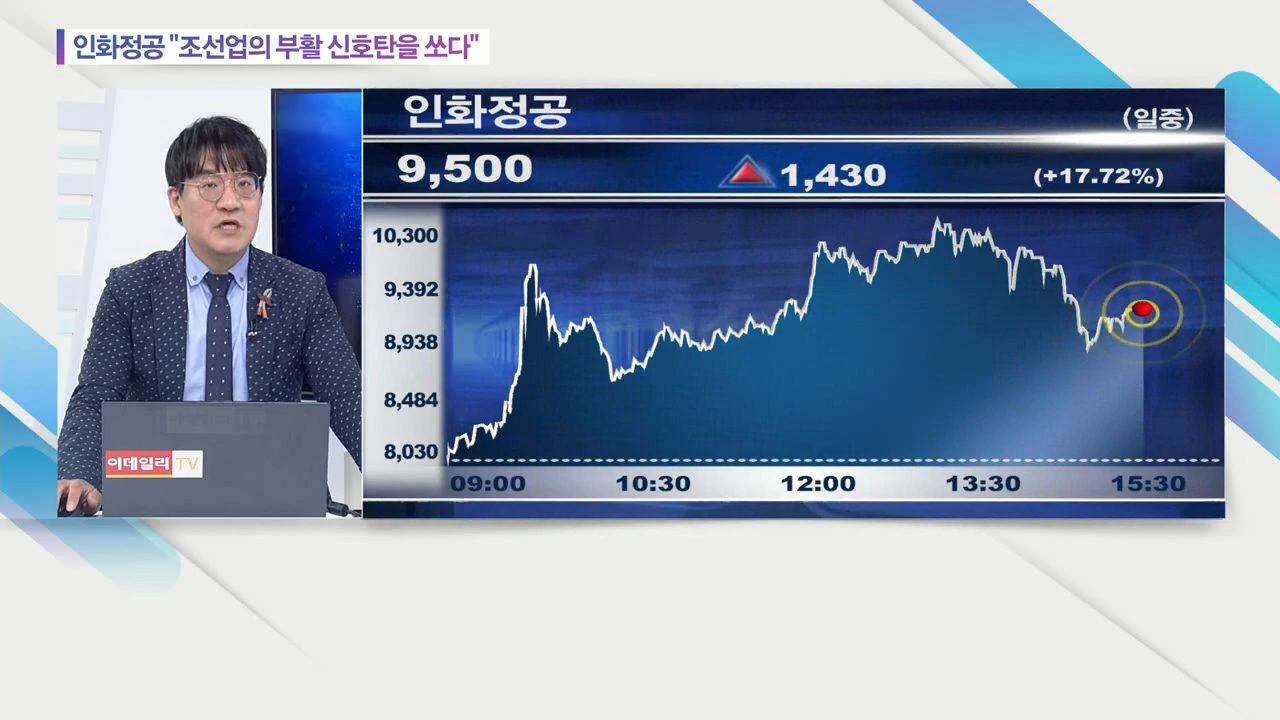 인화정공 "조선업의 부활 신호탄을 쏘다"
인화정공 (일중)
9,500 1,430 (+17.72%)
10,300
9,392
8,938
8,484
8,030
09:00 10:30 12:00 13:30 15:30
이데일리 TV